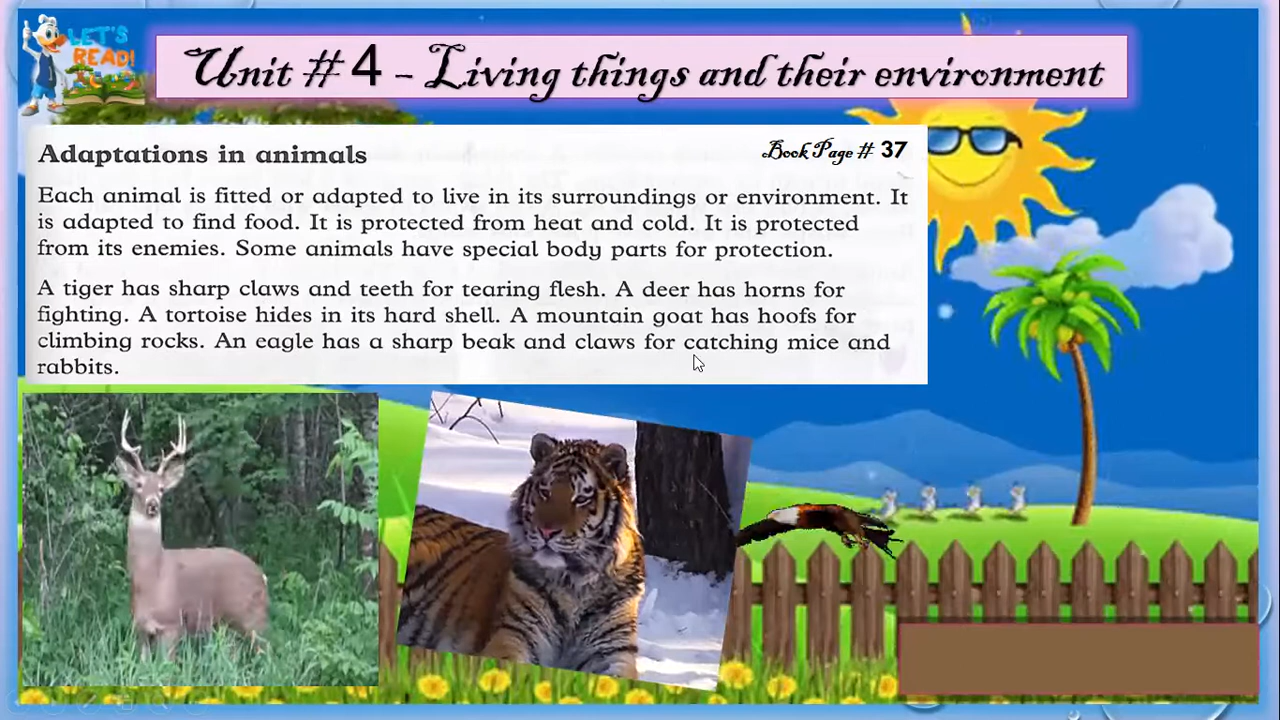 LET'S
READ!
Unit # 4 – Living things and their environment
Adaptations in animals
Book Page # 37
Each animal is fitted or adapted to live in its surroundings or environment. It
is adapted to find food. It is protected from heat and cold. It is protected
from its enemies. Some animals have special body parts for protection.
A tiger has sharp claws and teeth for tearing flesh. A deer has horns for
fighting. A tortoise hides in its hard shell. A mountain goat has hoofs for
climbing rocks. An eagle has a sharp beak and claws for catching mice and
rabbits.